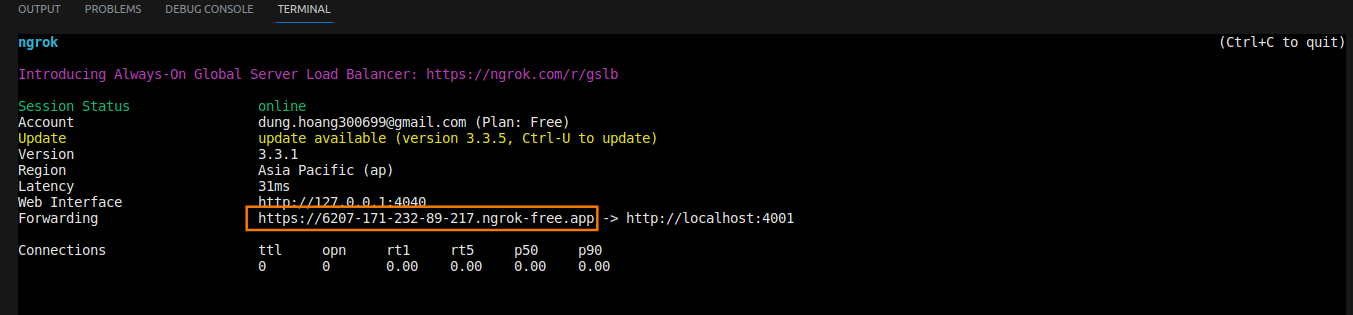 OUTPUT PROBLEMS DEBUG CONSOLE TERMINAL
ngrok (Ctrl+C to quit)
Introducing Always-On Global Server Load Balancer: https://ngrok.com/r/gslb
Session Status online
Account dung.hoang300699@gmail.com (Plan: Free)
Update update available (version 3.3.5, Ctrl-U to update)
Version 3.3.1
Region Asia Pacific (ap)
Latency 31ms
Web Interface http://127.0.0.1:4040
Forwarding https://6207-171-232-89-217.ngrok-free.app -> http://localhost:4001
Connections ttl opn rt1 rt5 p50 p90
0 0 0.00 0.00 0.00 0.00